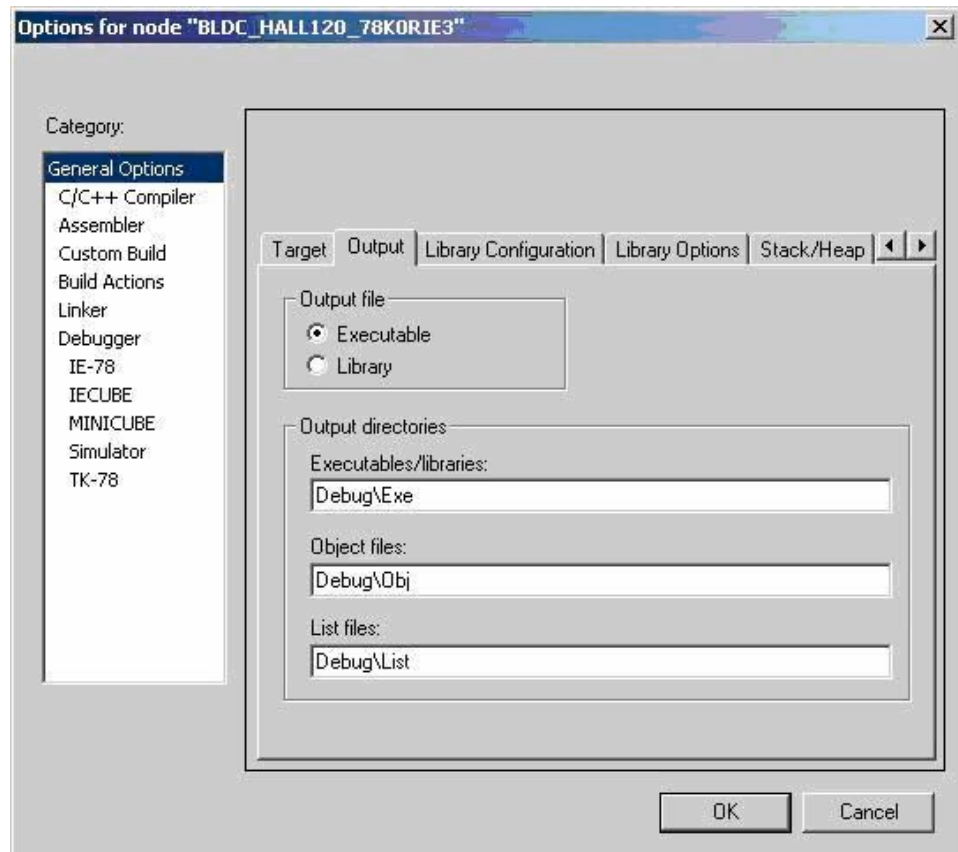 Options for node "BLDC_HALL120_78K0RIE3"
Category:
General Options
C/C++ Compiler
Assembler
Custom Build
Build Actions
Linker
Debugger
IE-78
IECUBE
MINICUBE
Simulator
TK-78
Target Output Library Configuration Library Options Stack/Heap
Output file
Executable
Library
Output directories
Executables/libraries:
Debug\Exe
Object files:
Debug\Obj
List files:
Debug\List
OK Cancel